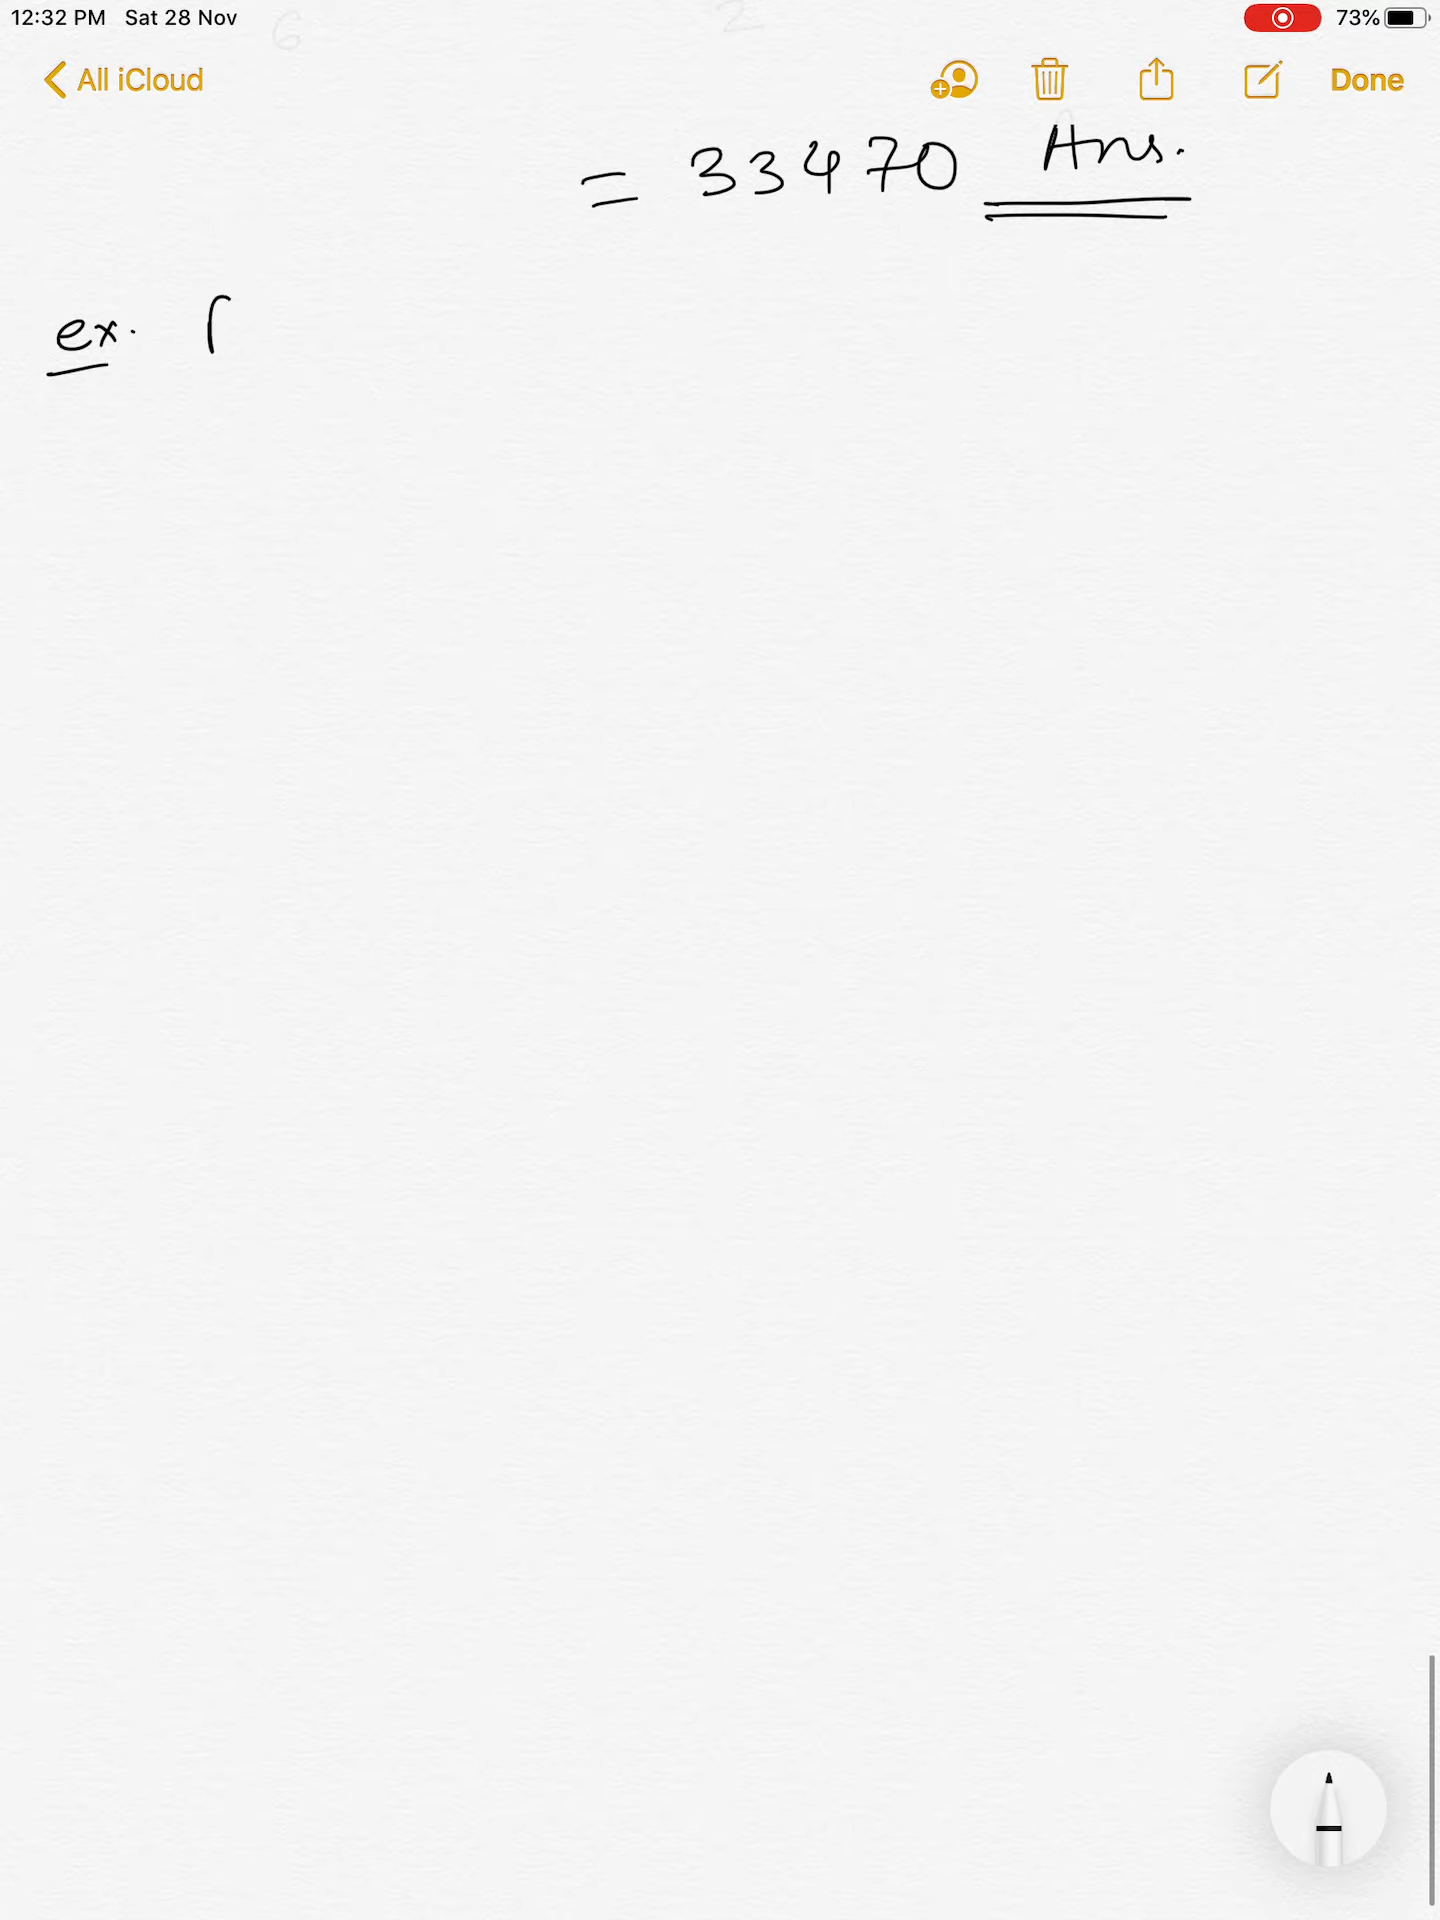 12:32 PM Sat 28 Nov 73%
All iCloud Done
= 33470 Ans.
ex.